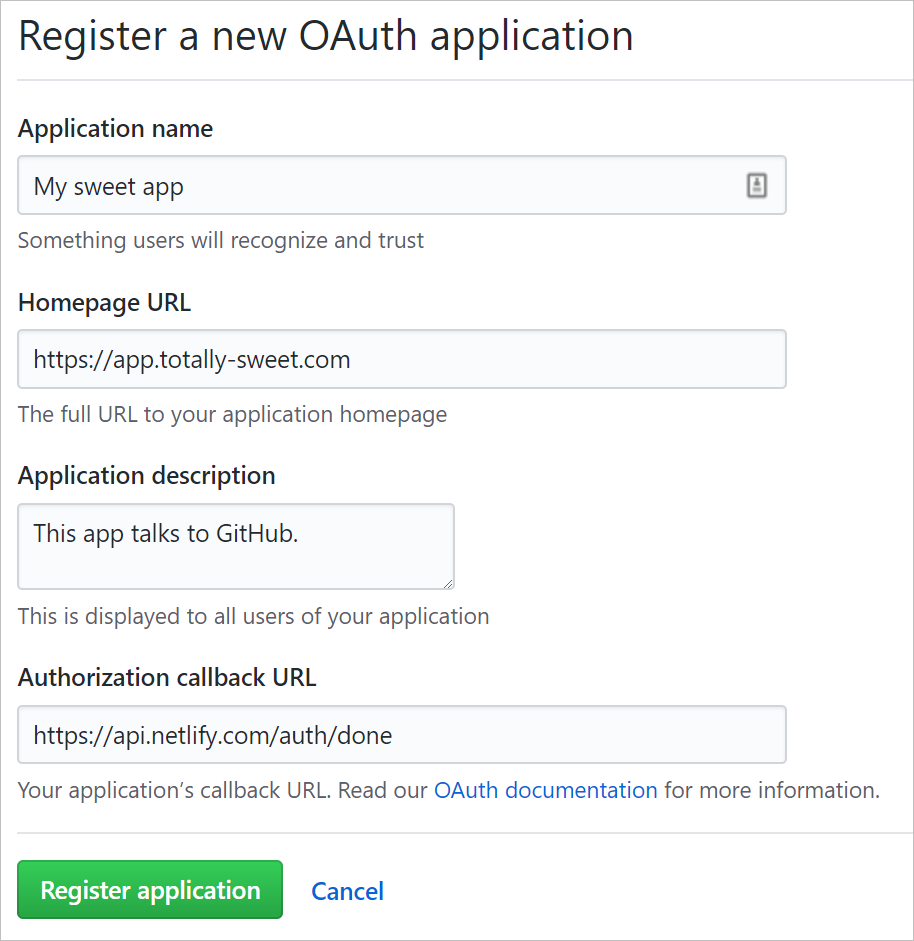 Register a new OAuth application
Application name
My sweet app
Something users will recognize and trust
Homepage URL
https://app.totally-sweet.com
The full URL to your application homepage
Application description
This app talks to GitHub.
This is displayed to all users of your application
Authorization callback URL
https://api.netlify.com/auth/done
Your application’s callback URL. Read our OAuth documentation for more information.
Register application Cancel